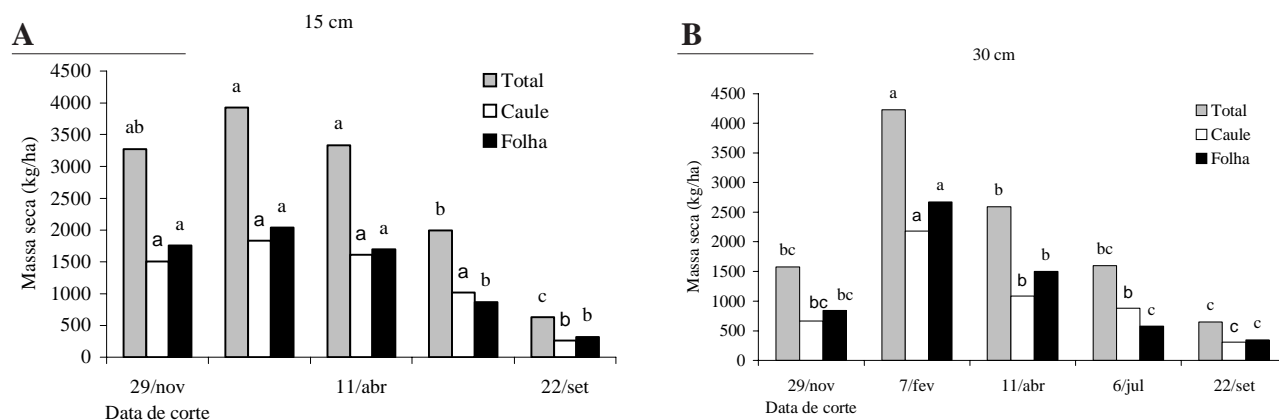 A
15 cm
Massa seca (kg/ha)
4500
4000
3500
3000
2500
2000
1500
1000
500
0
Total
Caule
Folha
ab
a
a
a
a
a
a
a
a
b
a
b
c
b
b
29/nov
11/abr
22/set
Data de corte
B
30 cm
Massa seca (kg/ha)
4500
4000
3500
3000
2500
2000
1500
1000
500
0
Total
Caule
Folha
bc
bc
bc
a
a
a
b
b
b
bc
b
c
c
c
c
29/nov
7/fev
11/abr
6/jul
22/set
Data de corte